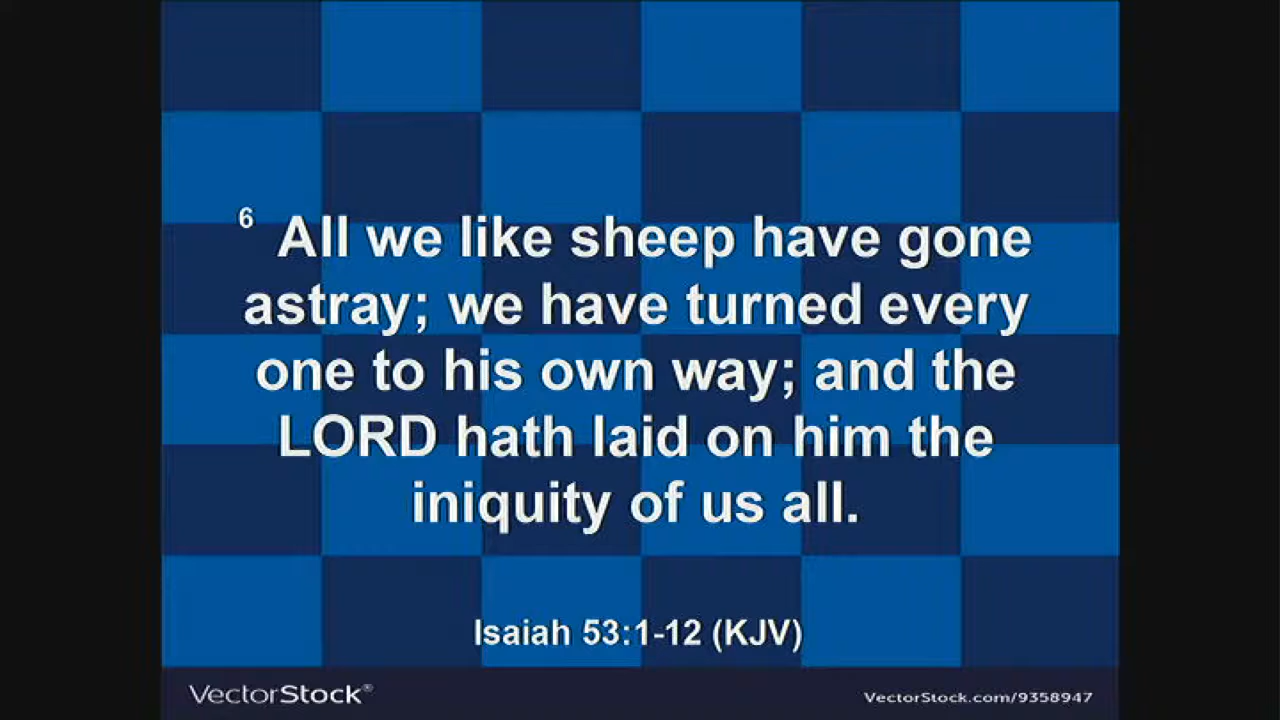 6 All we like sheep have gone
astray; we have turned every
one to his own way; and the
LORD hath laid on him the
iniquity of us all.
Isaiah 53:1-12 (KJV)
VectorStock®
VectorStock.com/9358947